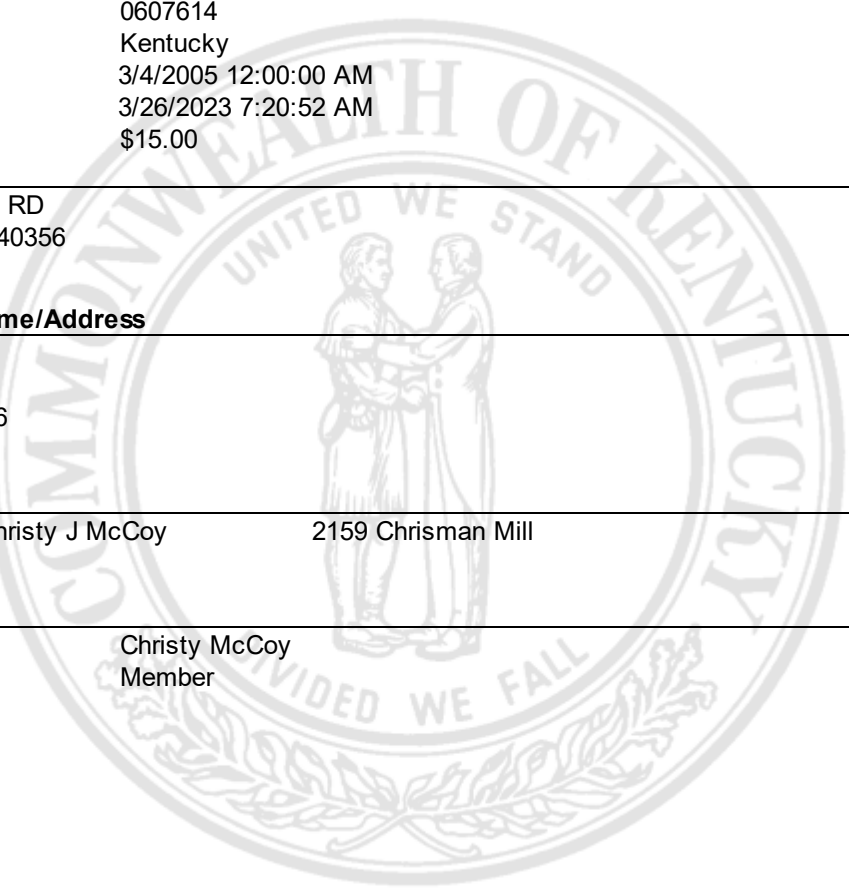 0607614
Kentucky
3/4/2005 12:00:00 AM
3/26/2023 7:20:52 AM
$15.00
RD
40356
me/Address
6
hristy J McCoy 2159 Chrisman Mill
Christy McCoy
Member
COMMONWEALTH OF KENTUCKY
UNITED WE STAND
DIVIDED WE FALL